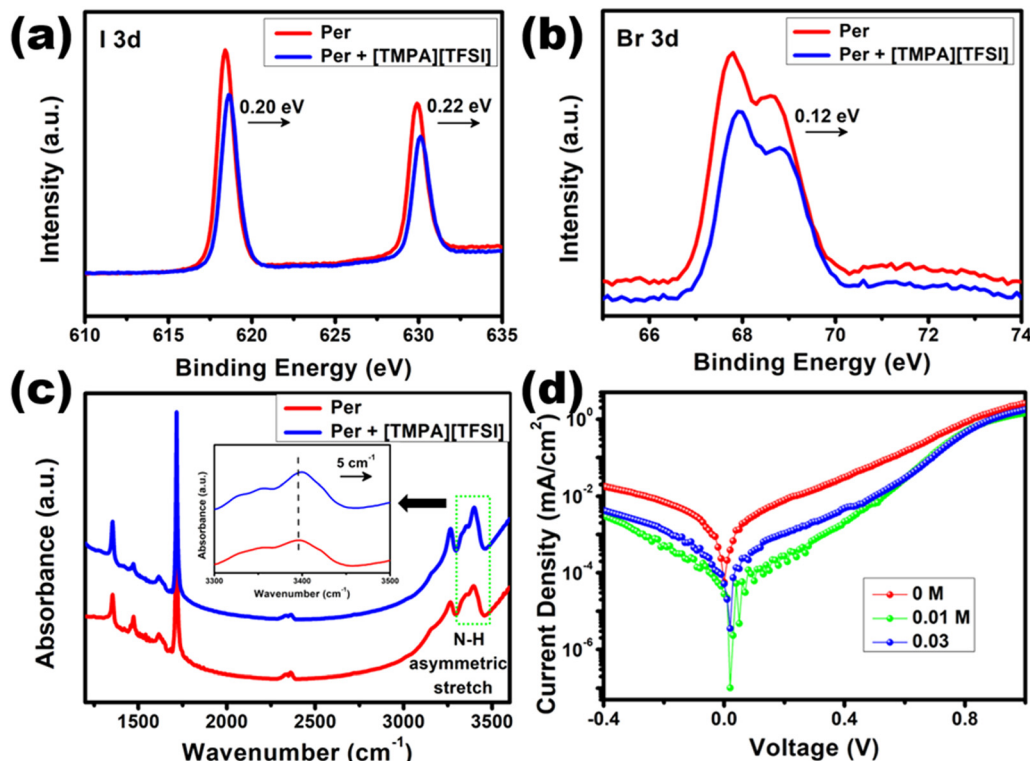 (a)
I 3d
Per
Per + [TMPA][TFSI]
0.20 eV
0.22 eV
Intensity (a.u.)
610 615 620 625 630 635
Binding Energy (eV)
(b)
Br 3d
Per
Per + [TMPA][TFSI]
0.12 eV
Intensity (a.u.)
66 68 70 72 74
Binding Energy (eV)
(c)
Per
Per + [TMPA][TFSI]
5 cm⁻¹
Absorbance (a.u.)
3300 3400 3500
Wavenumber (cm⁻¹)
N-H
asymmetric
stretch
Absorbance (a.u.)
1500 2000 2500 3000 3500
Wavenumber (cm⁻¹)
(d)
Current Density (mA/cm²)
10⁰
10⁻²
10⁻⁴
10⁻⁶
0 M
0.01 M
0.03
-0.4 0.0 0.4 0.8
Voltage (V)